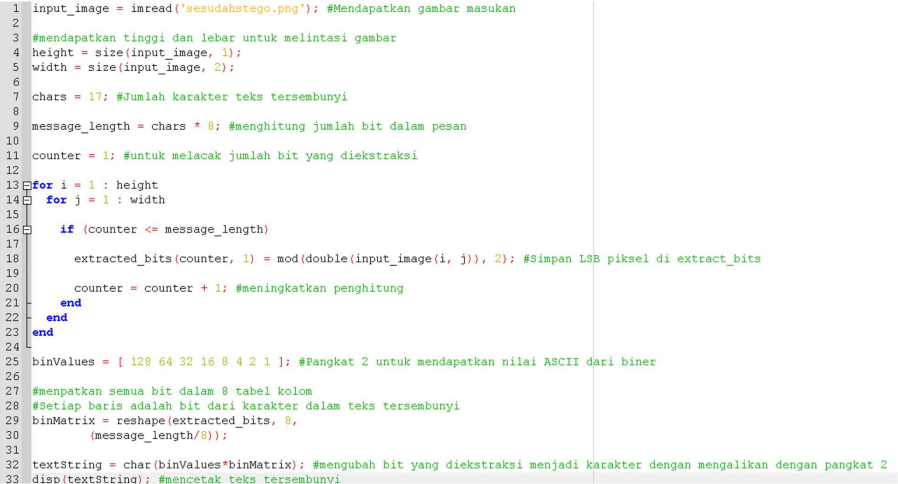 1 input_image = imread('sesudahstego.png'); #Mendapatkan gambar masukan
2
3 #mendapatkan tinggi dan lebar untuk melintasi gambar
4 height = size(input_image, 1);
5 width = size(input_image, 2);
6
7 chars = 17; #Jumlah karakter teks tersembunyi
8
9 message_length = chars * 8; #menghitung jumlah bit dalam pesan
10
11 counter = 1; #untuk melacak jumlah bit yang diekstraksi
12
13 for i = 1 : height
14 for j = 1 : width
15
16 if (counter <= message_length)
17
18 extracted_bits(counter, 1) = mod(double(input_image(i, j)), 2); #Simpan LSB piksel di extract_bits
19
20 counter = counter + 1; #meningkatkan penghitung
21 end
22 end
23 end
24
25 binValues = [ 128 64 32 16 8 4 2 1 ]; #Pangkat 2 untuk mendapatkan nilai ASCII dari biner
26
27 #menpatkan semua bit dalam 8 tabel kolom
28 #Setiap baris adalah bit dari karakter dalam teks tersembunyi
29 binMatrix = reshape(extracted_bits, 8,
30 (message_length/8));
31
32 textString = char(binValues*binMatrix); #mengubah bit yang diekstraksi menjadi karakter dengan mengalikan dengan pangkat 2
33 disp(textString); #mencetak teks tersembunyi